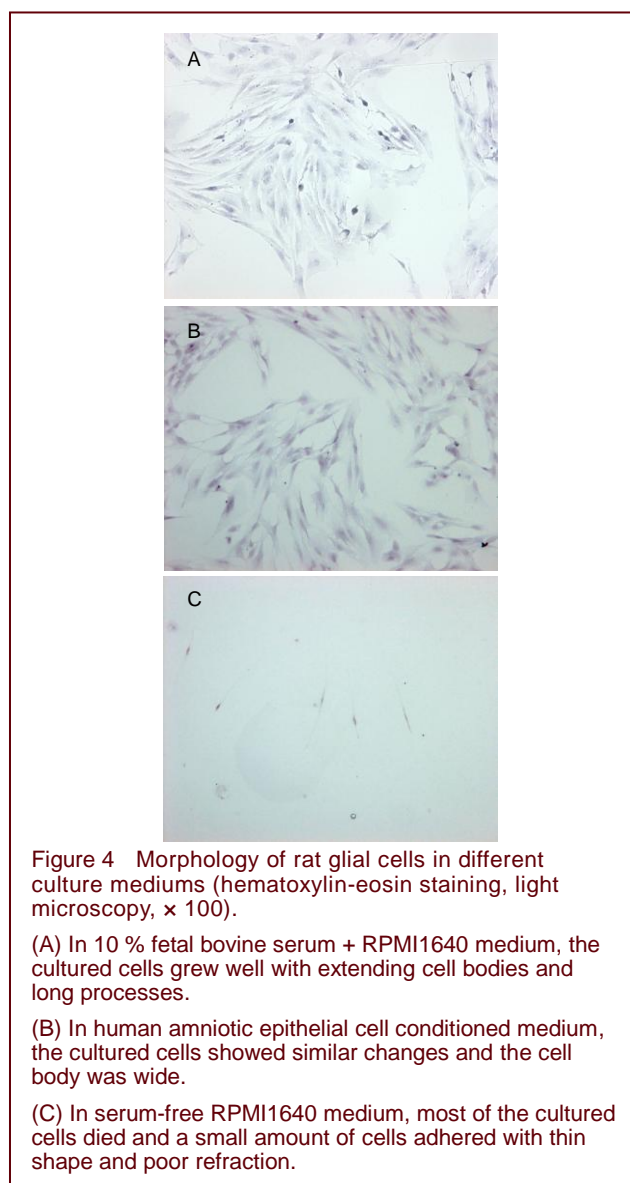 A
B
C
Figure 4 Morphology of rat glial cells in different
culture mediums (hematoxylin-eosin staining, light
microscopy, × 100).
(A) In 10 % fetal bovine serum + RPMI1640 medium, the
cultured cells grew well with extending cell bodies and
long processes.
(B) In human amniotic epithelial cell conditioned medium,
the cultured cells showed similar changes and the cell
body was wide.
(C) In serum-free RPMI1640 medium, most of the cultured
cells died and a small amount of cells adhered with thin
shape and poor refraction.